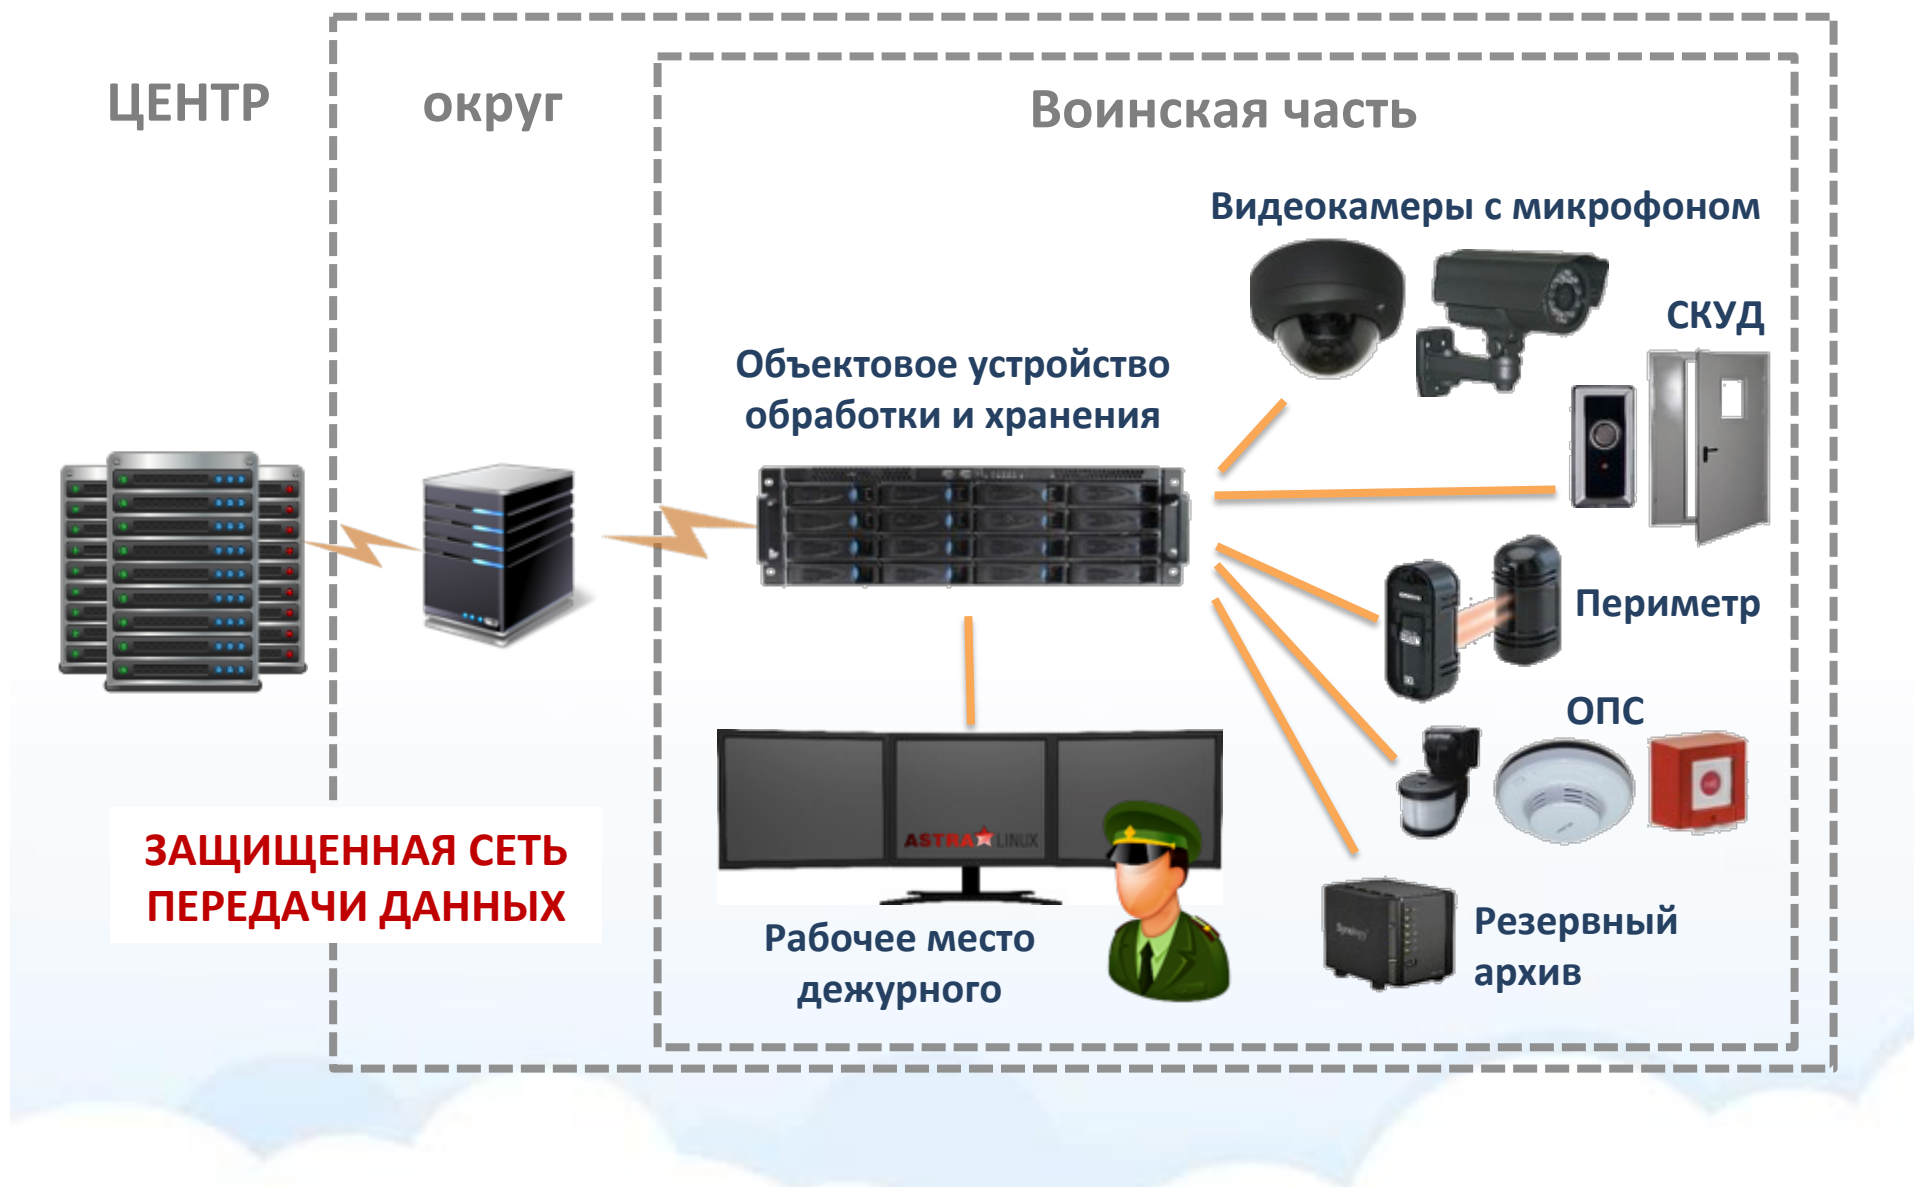 ЦЕНТР
округ
Воинская часть
Видеокамеры с микрофоном
СКУД
Объектовое устройство
обработки и хранения
Периметр
ОПС
ASTRA LINUX
ЗАЩИЩЕННАЯ СЕТЬ
ПЕРЕДАЧИ ДАННЫХ
Рабочее место
дежурного
Synology
Резервный
архив